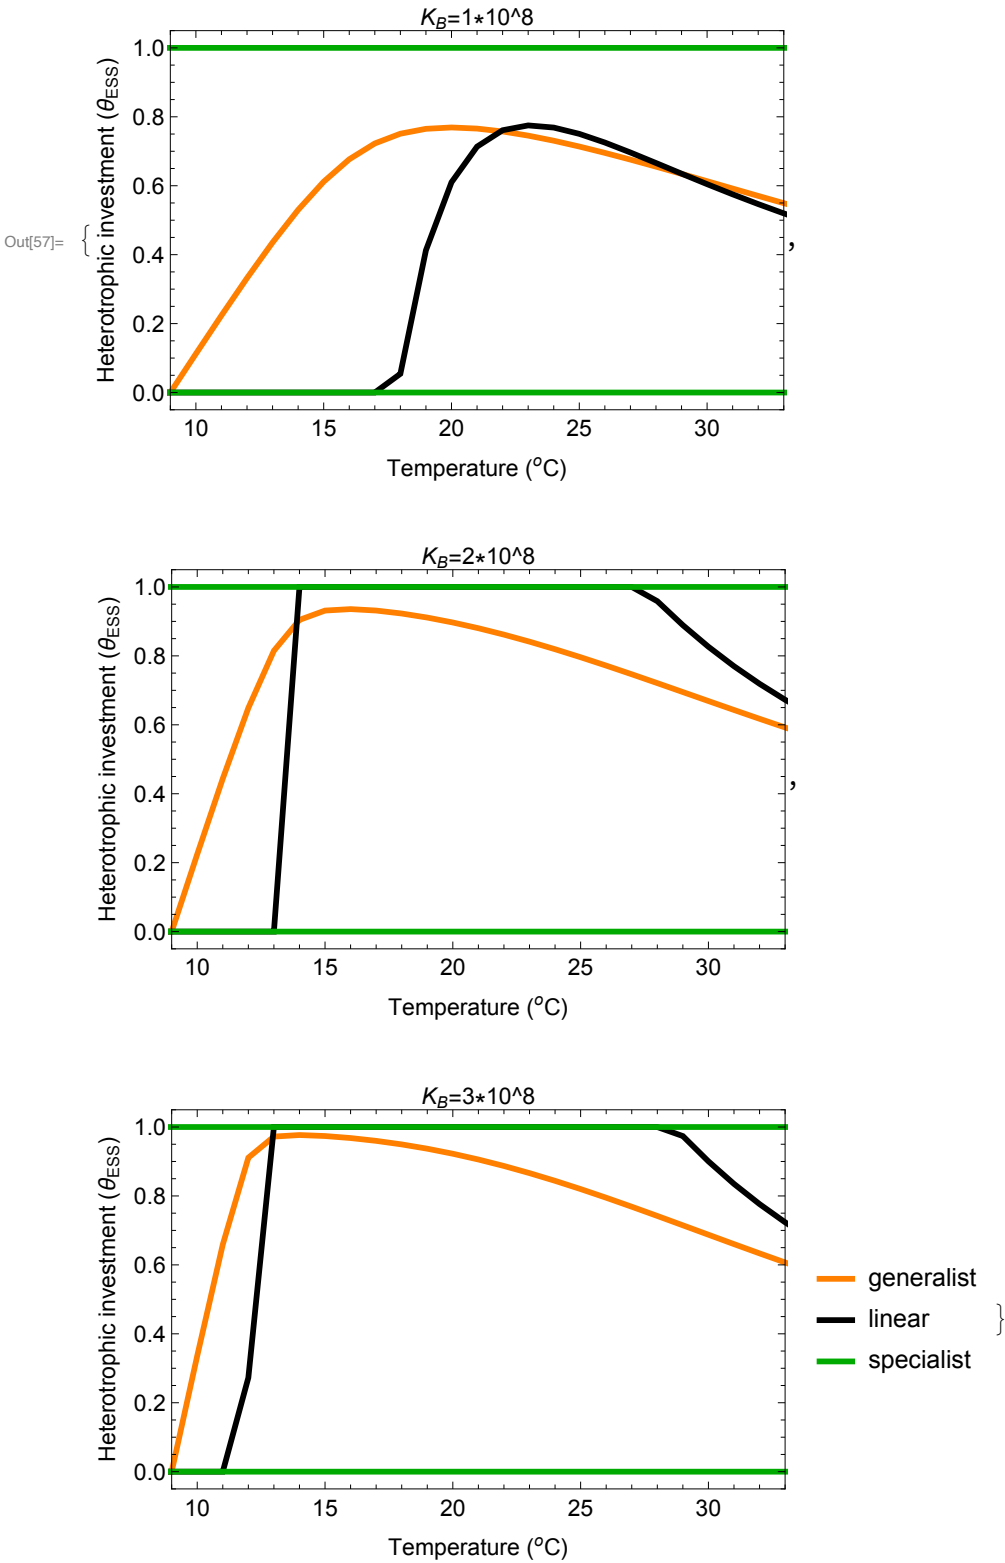 K_B=1*10^8
Out[57]= {
Heterotrophic investment (θ_ESS)
1.0
0.8
0.6
0.4
0.2
0.0
10 15 20 25 30
Temperature (°C)
,
K_B=2*10^8
Heterotrophic investment (θ_ESS)
1.0
0.8
0.6
0.4
0.2
0.0
10 15 20 25 30
Temperature (°C)
,
K_B=3*10^8
Heterotrophic investment (θ_ESS)
1.0
0.8
0.6
0.4
0.2
0.0
10 15 20 25 30
Temperature (°C)
generalist
linear
specialist
}